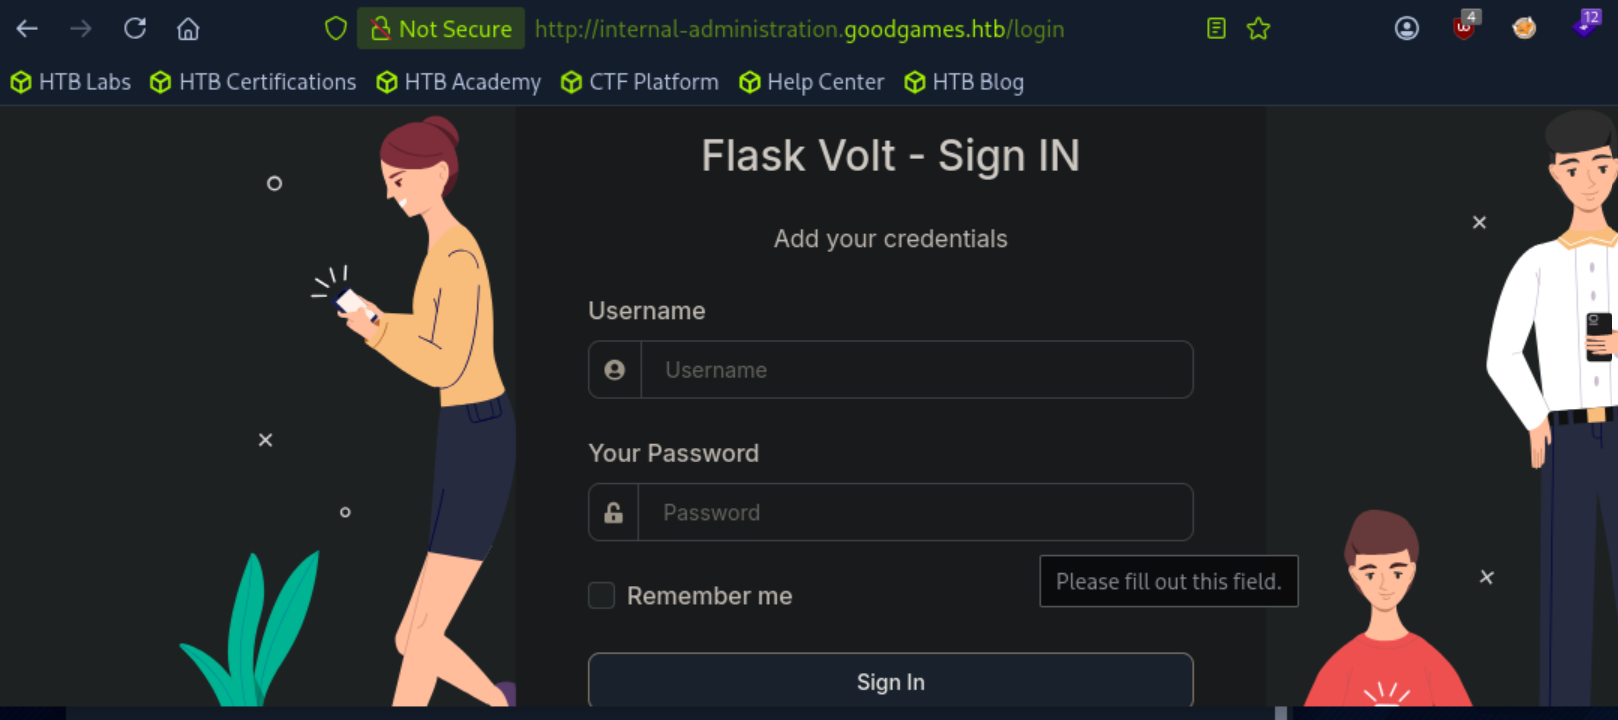 Not Secure http://internal-administration.goodgames.htb/login 4 12
HTB Labs HTB Certifications HTB Academy CTF Platform Help Center HTB Blog
Flask Volt - Sign IN
Add your credentials
Username
Username
Your Password
Password
Please fill out this field.
Remember me
Sign In